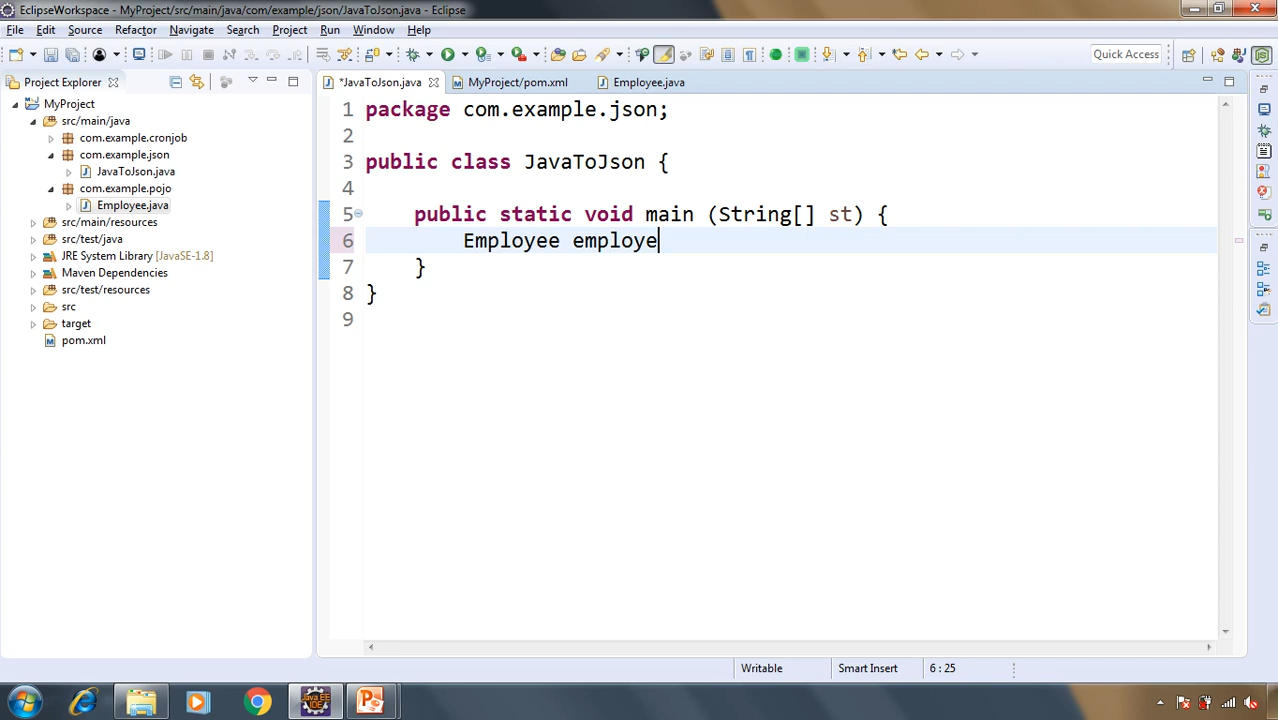 EclipseWorkspace - MyProject/src/main/java/com/example/json/JavaToJson.java - Eclipse
File Edit Source Refactor Navigate Search Project Run Window Help
Quick Access
Project Explorer
*JavaToJson.java MyProject/pom.xml Employee.java
MyProject
src/main/java
com.example.cronjob
com.example.json
JavaToJson.java
com.example.pojo
Employee.java
src/main/resources
src/test/java
JRE System Library [JavaSE-1.8]
Maven Dependencies
src/test/resources
src
target
pom.xml
1 package com.example.json;
2
3 public class JavaToJson {
4
5 public static void main (String[] st) {
6 Employee employe
7 }
8 }
9
Writable Smart Insert 6 : 25
Java EE
IDE